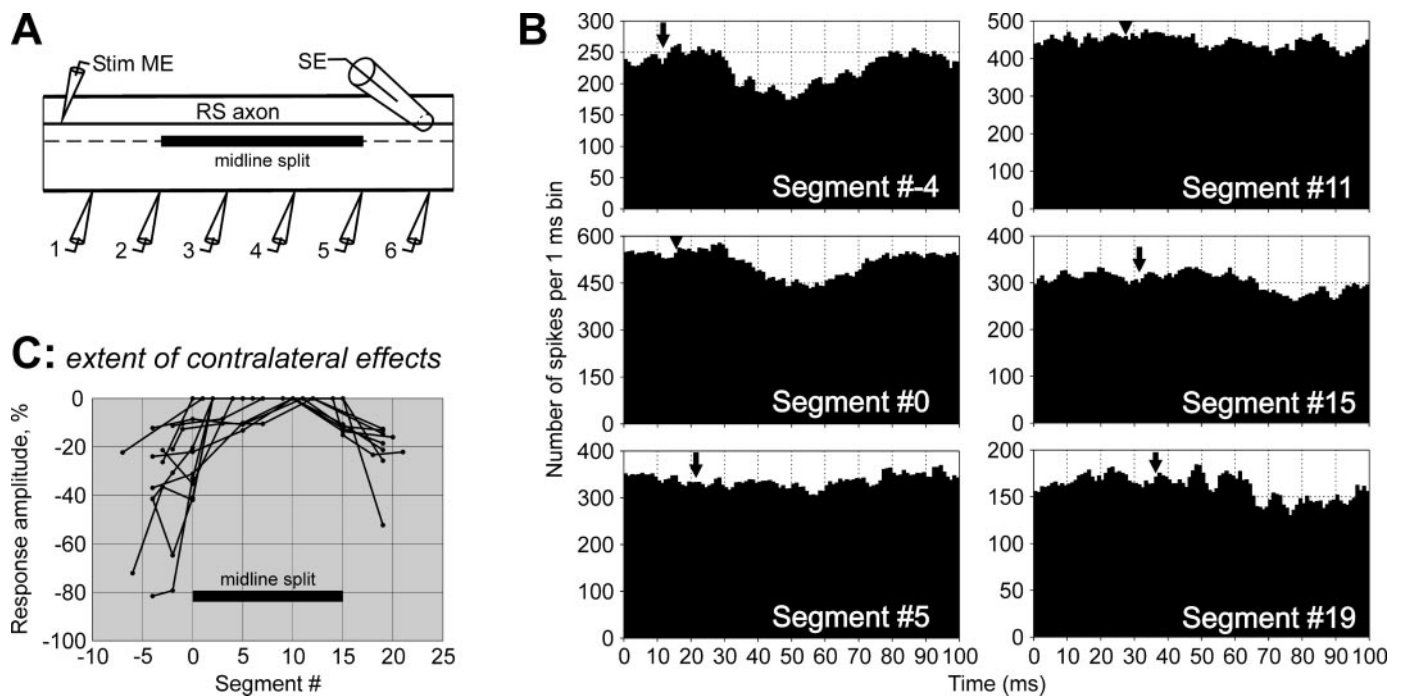 A
Stim ME
SE
RS axon
midline split
1 2 3 4 5 6
B
Number of spikes per 1 ms bin
300
250
200
150
100
50
0
Segment #-4
500
400
300
200
100
0
Segment #11
600
450
300
150
0
Segment #0
400
300
200
100
0
Segment #15
400
300
200
100
0
Segment #5
0 10 20 30 40 50 60 70 80 90 100
200
150
100
50
0
Segment #19
0 10 20 30 40 50 60 70 80 90 100
Time (ms)
C: extent of contralateral effects
Response amplitude, %
0
-20
-40
-60
-80
-100
midline split
-10 -5 0 5 10 15 20 25
Segment #